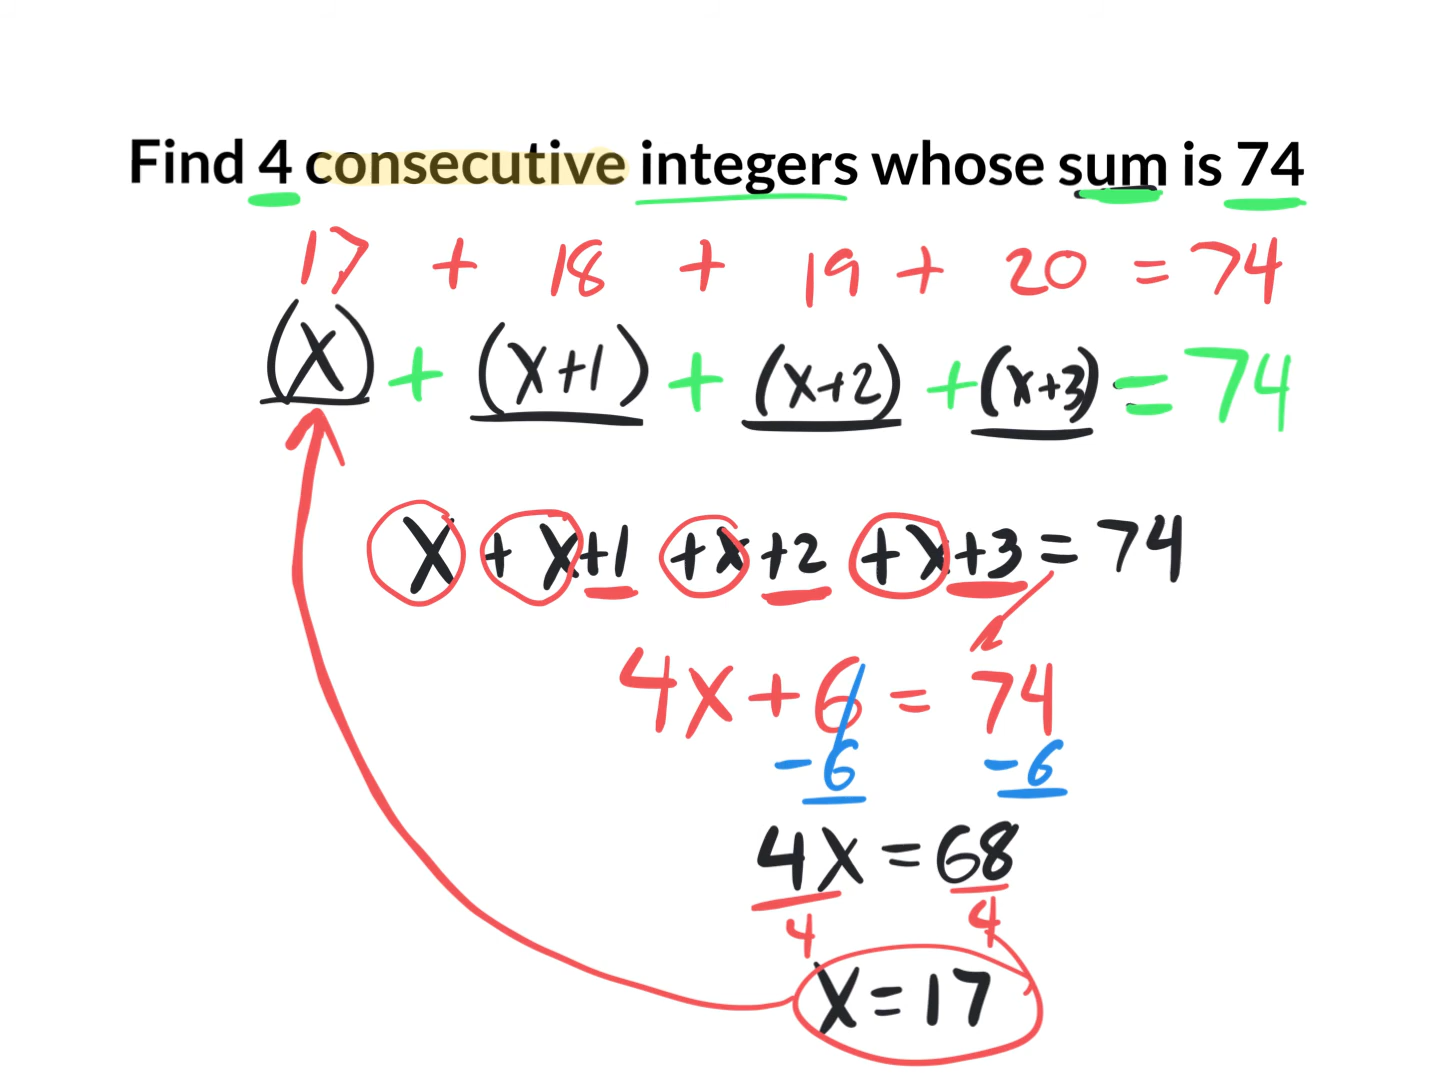 Find 4 consecutive integers whose sum is 74
17 + 18 + 19 + 20 = 74
(x) + (x+1) + (x+2) + (x+3) = 74
x + x+1 +x+2 +x+3 = 74
4x + 6 = 74
-6 -6
4x = 68
4 4
x = 17